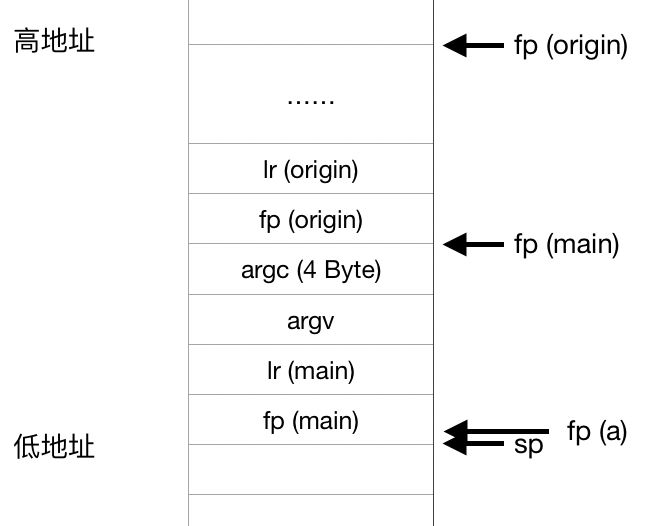 高地址
fp (origin)
......
lr (origin)
fp (origin)
fp (main)
argc (4 Byte)
argv
lr (main)
fp (main)
fp (a)
低地址
sp